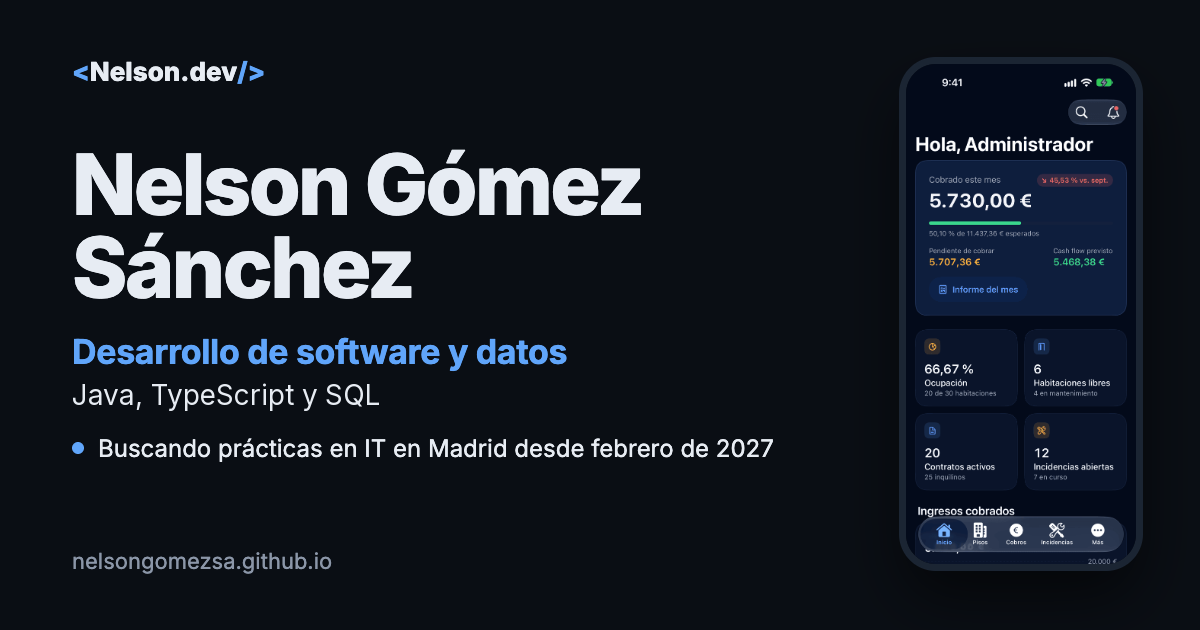 <Nelson.dev/>
Nelson Gómez
Sánchez
Desarrollo de software y datos
Java, TypeScript y SQL
Buscando prácticas en IT en Madrid desde febrero de 2027
nelsongomezsa.github.io
9:41
Hola, Administrador
Cobrado este mes
45,53 % vs. sept.
5.730,00 €
50,10 % de 11.437,36 € esperados
Pendiente de cobrar
Cash flow previsto
5.707,36 €
5.468,38 €
Informe del mes
66,67 %
Ocupación
20 de 30 habitaciones
6
Habitaciones libres
4 en mantenimiento
20
Contratos activos
25 inquilinos
12
Incidencias abiertas
7 en curso
Ingresos cobrados
Inicio
Pisos
Cobros
Incidencias
Más
20.000 €